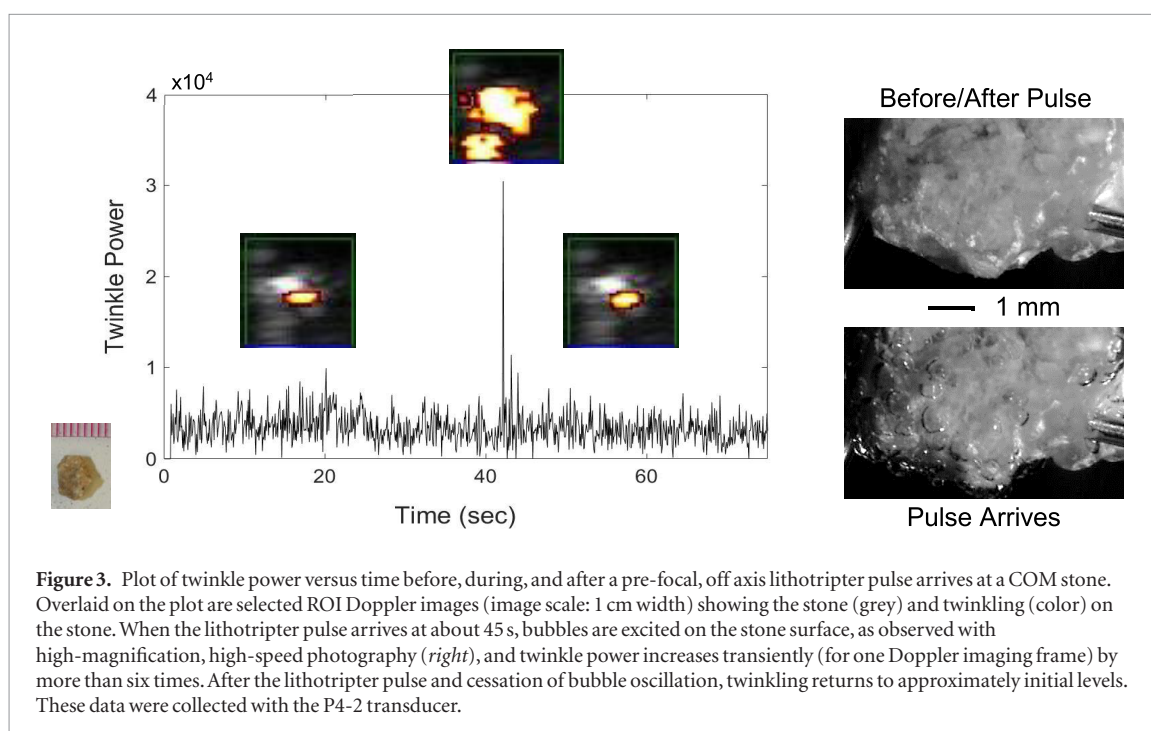 x10⁴
4
3
2
1
0
Twinkle Power
0
20
40
60
Time (sec)
Before/After Pulse
1 mm
Pulse Arrives
Figure 3. Plot of twinkle power versus time before, during, and after a pre-focal, off axis lithotripter pulse arrives at a COM stone.
Overlaid on the plot are selected ROI Doppler images (image scale: 1 cm width) showing the stone (grey) and twinkling (color) on
the stone. When the lithotripter pulse arrives at about 45 s, bubbles are excited on the stone surface, as observed with
high-magnification, high-speed photography (right), and twinkle power increases transiently (for one Doppler imaging frame) by
more than six times. After the lithotripter pulse and cessation of bubble oscillation, twinkling returns to approximately initial levels.
These data were collected with the P4-2 transducer.